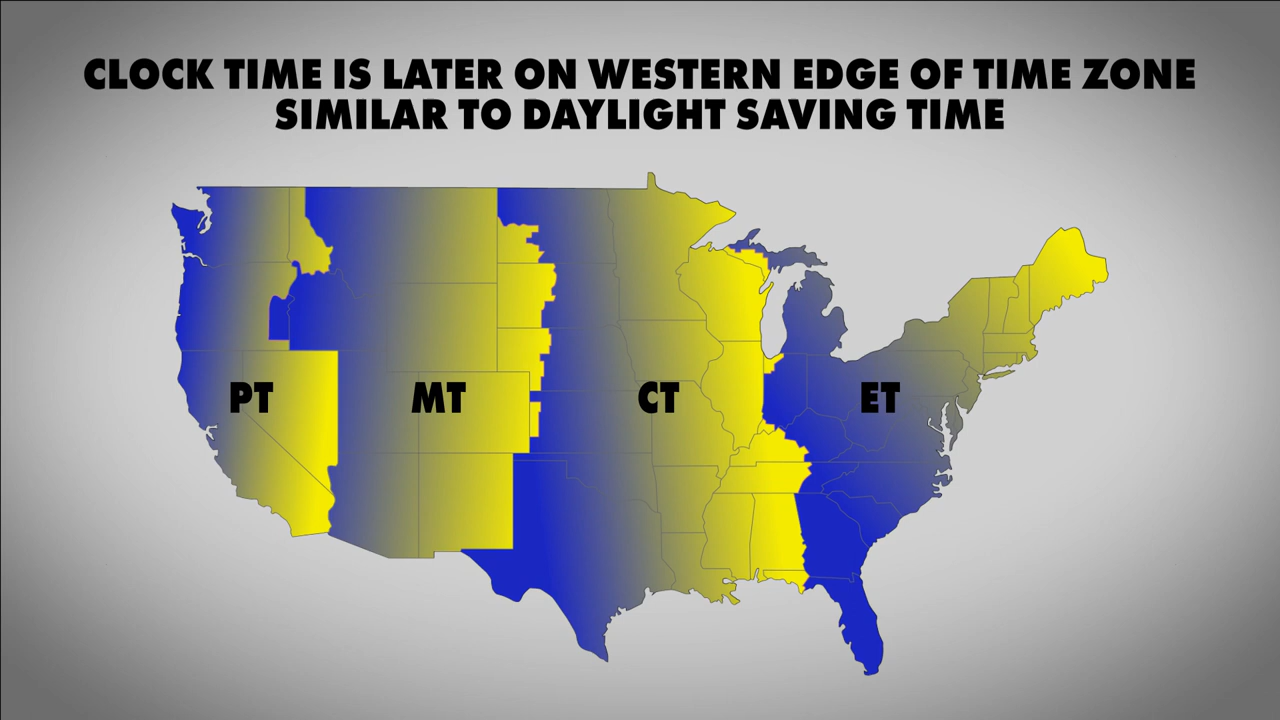 CLOCK TIME IS LATER ON WESTERN EDGE OF TIME ZONE
SIMILAR TO DAYLIGHT SAVING TIME
PT MT CT ET